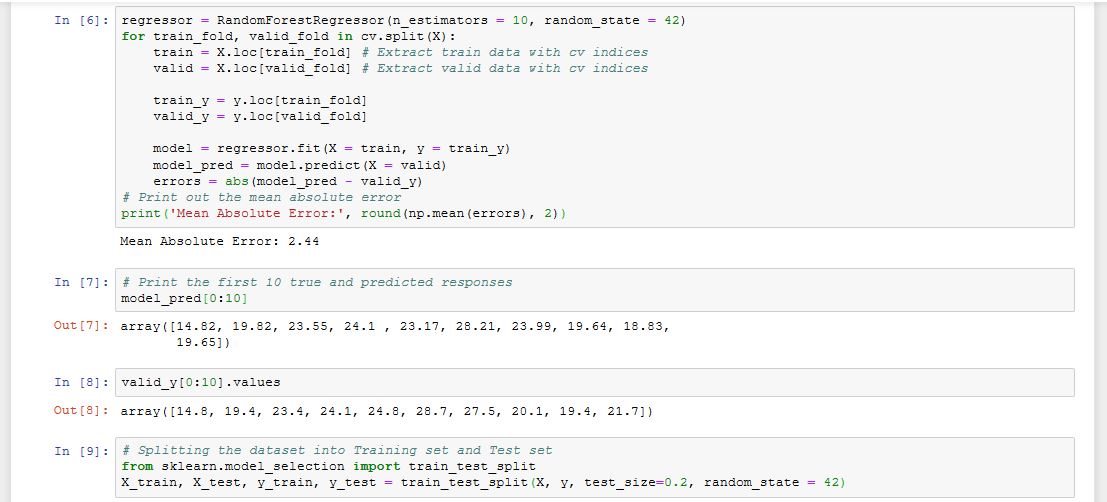 In [6]: regressor = RandomForestRegressor(n_estimators = 10, random_state = 42)
for train_fold, valid_fold in cv.split(X):
    train = X.loc[train_fold] # Extract train data with cv indices
    valid = X.loc[valid_fold] # Extract valid data with cv indices

    train_y = y.loc[train_fold]
    valid_y = y.loc[valid_fold]

    model = regressor.fit(X = train, y = train_y)
    model_pred = model.predict(X = valid)
    errors = abs(model_pred - valid_y)
# Print out the mean absolute error
print('Mean Absolute Error:', round(np.mean(errors), 2))
Mean Absolute Error: 2.44
In [7]: # Print the first 10 true and predicted responses
model_pred[0:10]
Out[7]: array([14.82, 19.82, 23.55, 24.1 , 23.17, 28.21, 23.99, 19.64, 18.83,
       19.65])
In [8]: valid_y[0:10].values
Out[8]: array([14.8, 19.4, 23.4, 24.1, 24.8, 28.7, 27.5, 20.1, 19.4, 21.7])
In [9]: # Splitting the dataset into Training set and Test set
from sklearn.model_selection import train_test_split
X_train, X_test, y_train, y_test = train_test_split(X, y, test_size=0.2, random_state = 42)